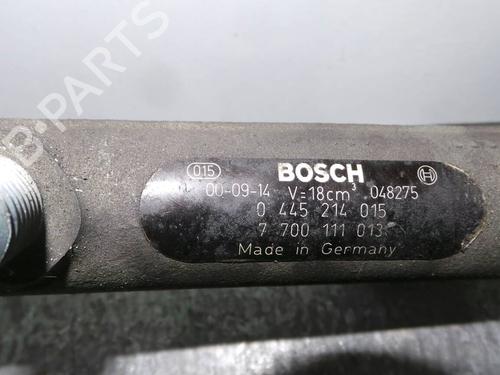 B-PARTS
015
BOSCH
00-09-14 V=18cm³ 048275
0 445 214 015
7 700 111 013
Made in Germany